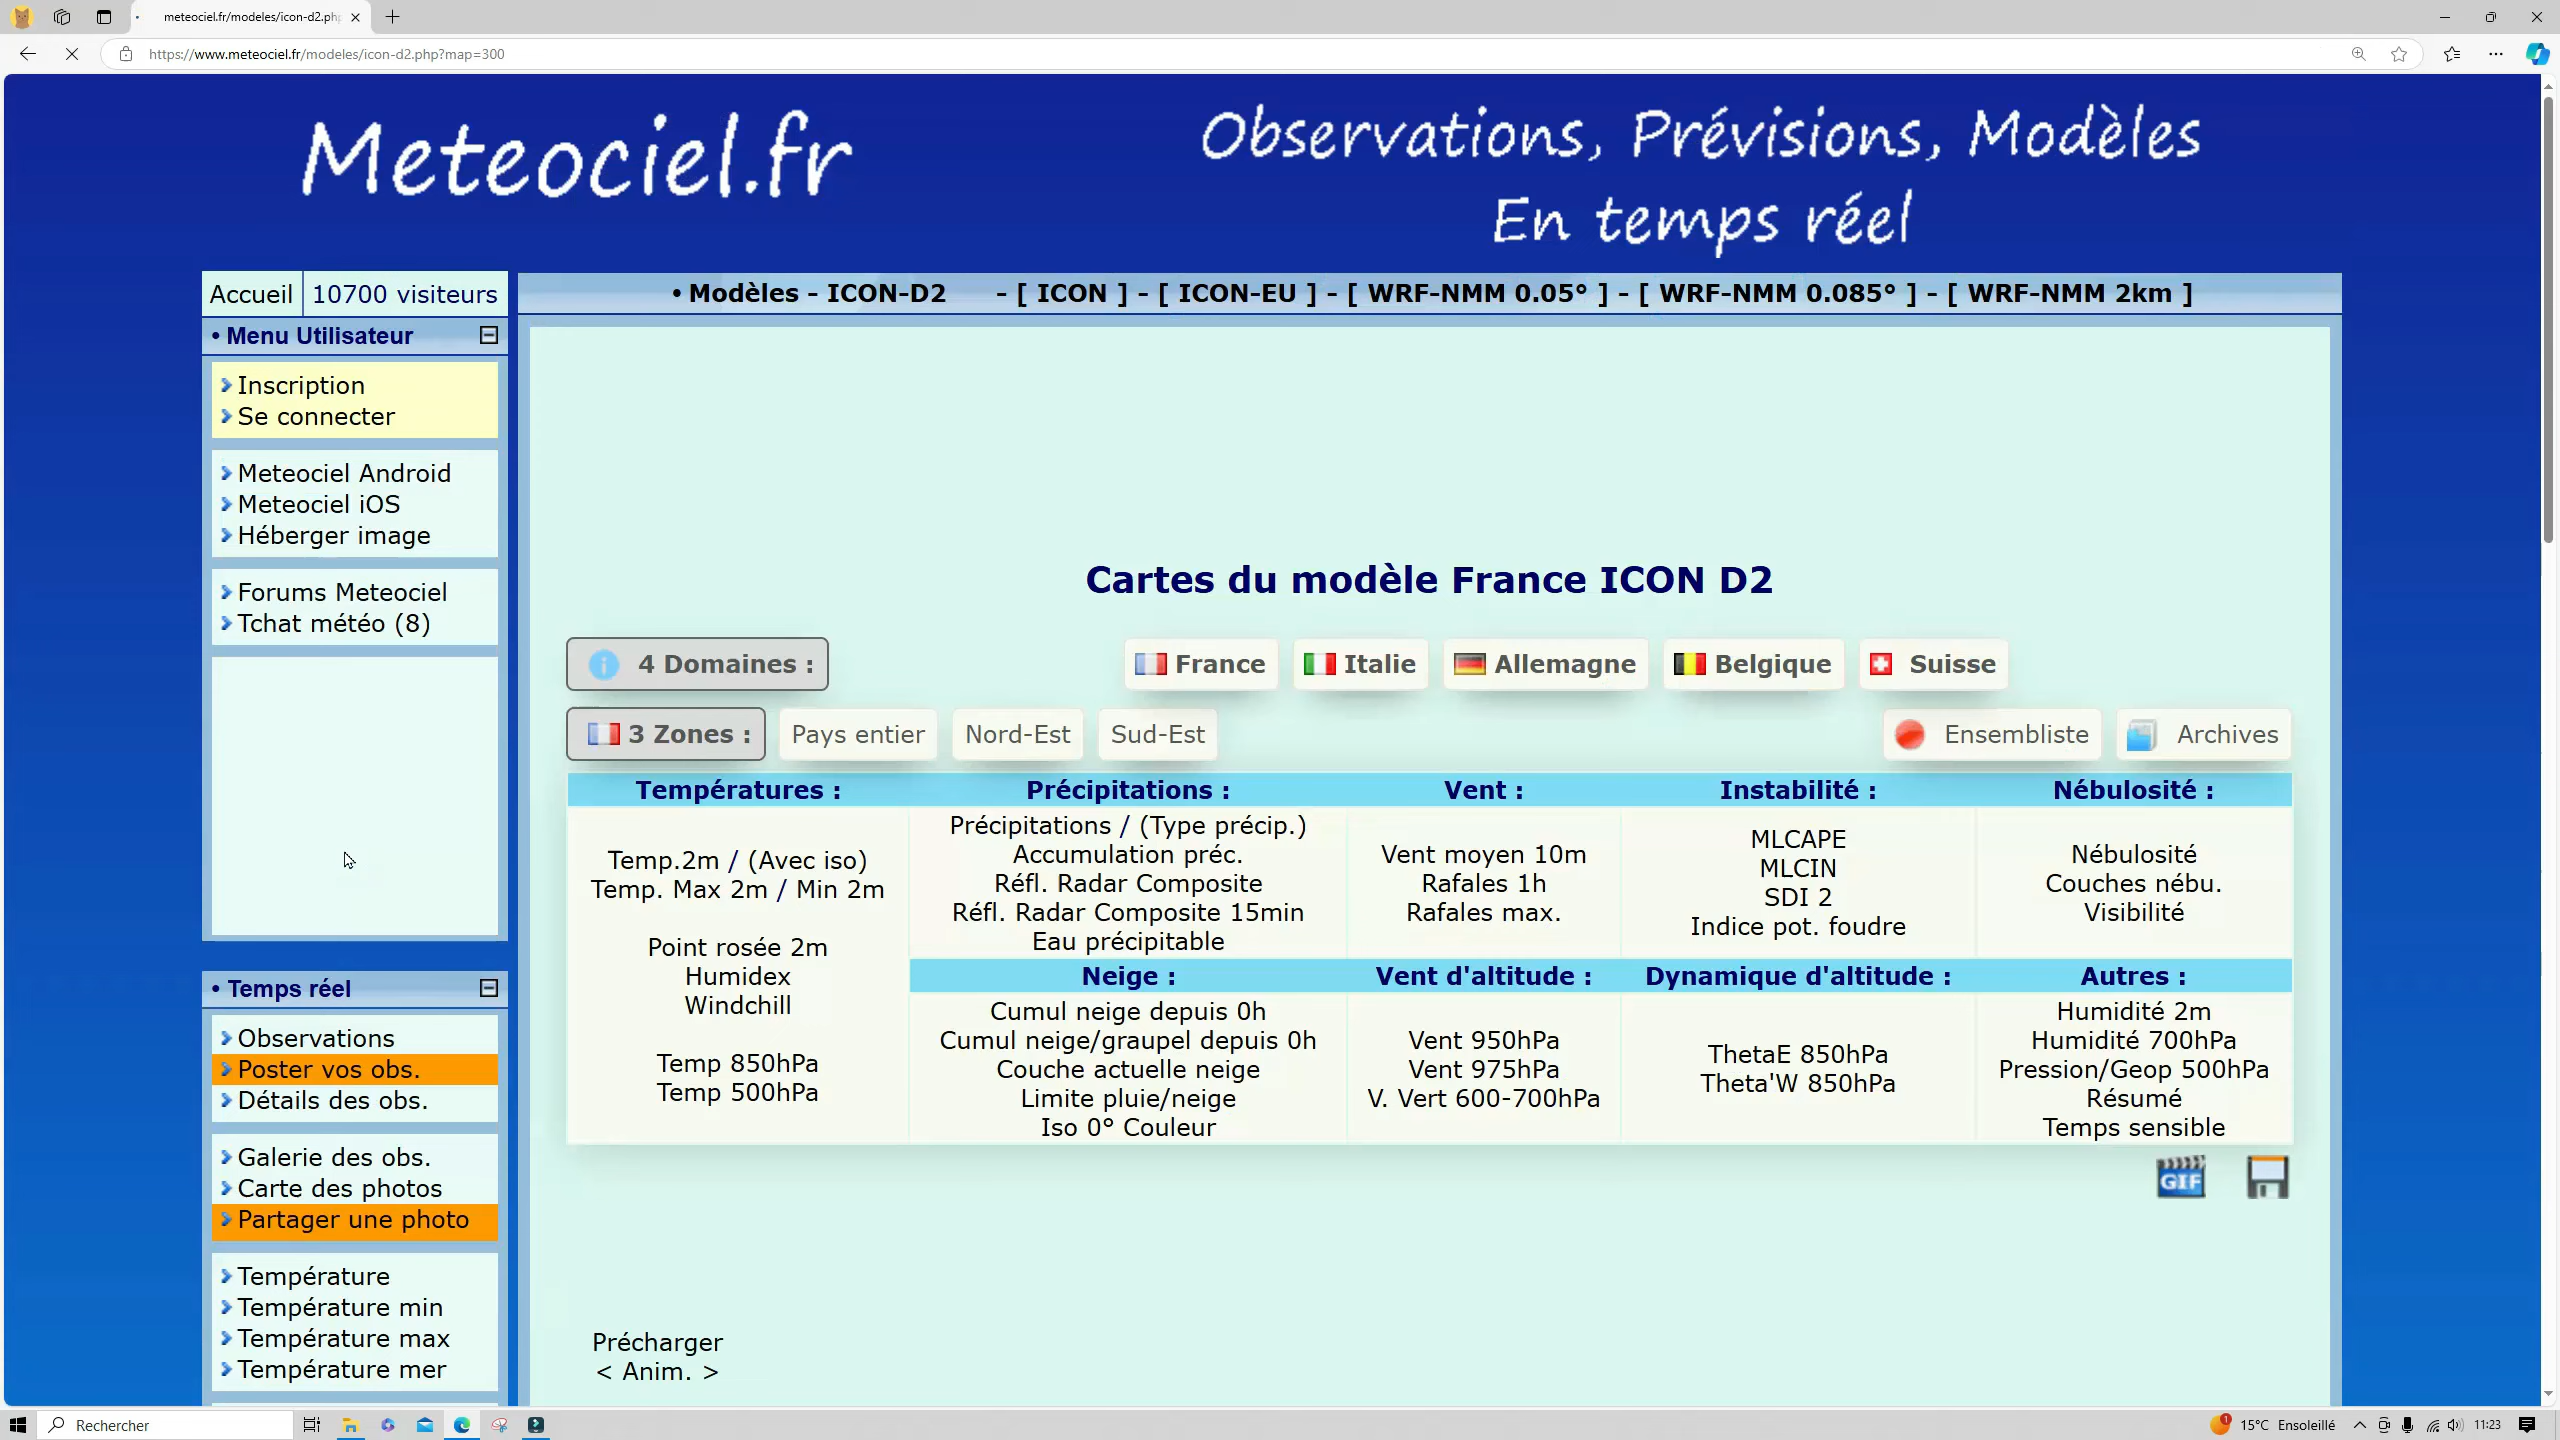 meteociel.fr/modeles/icon-d2.php
https://www.meteociel.fr/modeles/icon-d2.php?map=300
Meteociel.fr
Observations, Prévisions, Modèles
En temps réel
Accueil
10700 visiteurs
• Modèles - ICON-D2 - [ ICON ] - [ ICON-EU ] - [ WRF-NMM 0.05° ] - [ WRF-NMM 0.085° ] - [ WRF-NMM 2km ]
• Menu Utilisateur
Inscription
Se connecter
Meteociel Android
Meteociel iOS
Héberger image
Forums Meteociel
Tchat météo (8)
• Temps réel
Observations
Poster vos obs.
Détails des obs.
Galerie des obs.
Carte des photos
Partager une photo
Température
Température min
Température max
Température mer
Cartes du modèle France ICON D2
4 Domaines :
France
Italie
Allemagne
Belgique
Suisse
3 Zones :
Pays entier
Nord-Est
Sud-Est
Ensembliste
Archives
Températures :
Temp.2m / (Avec iso)
Temp. Max 2m / Min 2m
Point rosée 2m
Humidex
Windchill
Temp 850hPa
Temp 500hPa
Précipitations :
Précipitations / (Type précip.)
Accumulation préc.
Réfl. Radar Composite
Réfl. Radar Composite 15min
Eau précipitable
Neige :
Cumul neige depuis 0h
Cumul neige/graupel depuis 0h
Couche actuelle neige
Limite pluie/neige
Iso 0° Couleur
Vent :
Vent moyen 10m
Rafales 1h
Rafales max.
Vent d'altitude :
Vent 950hPa
Vent 975hPa
V. Vert 600-700hPa
Instabilité :
MLCAPE
MLCIN
SDI 2
Indice pot. foudre
Dynamique d'altitude :
ThetaE 850hPa
Theta'W 850hPa
Nébulosité :
Nébulosité
Couches nébu.
Visibilité
Autres :
Humidité 2m
Humidité 700hPa
Pression/Geop 500hPa
Résumé
Temps sensible
GIF
Précharger
< Anim. >
Rechercher
1
15°C Ensoleillé
11:23